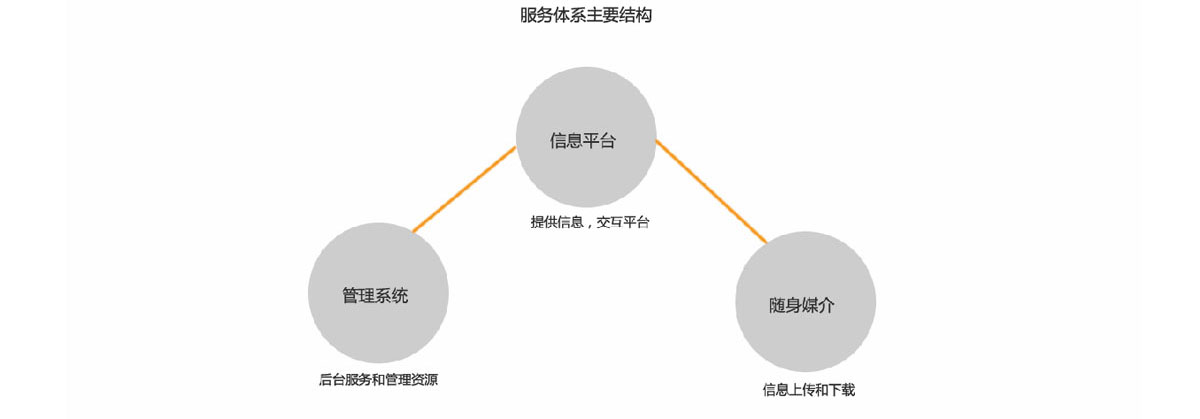 服务体系主要结构
信息平台
提供信息，交互平台
管理系统
后台服务和管理资源
随身媒介
信息上传和下载